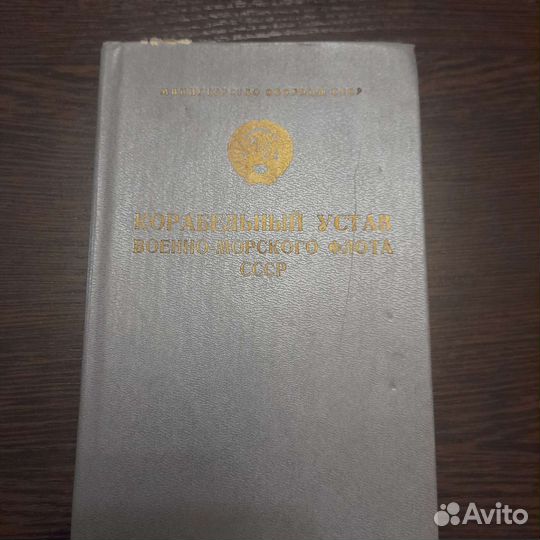 МИНИСТЕРСТВО ОБОРОНЫ СССР
КОРАБЕЛЬНЫЙ УСТАВ
ВОЕННО-МОРСКОГО ФЛОТА
СССР
Avito